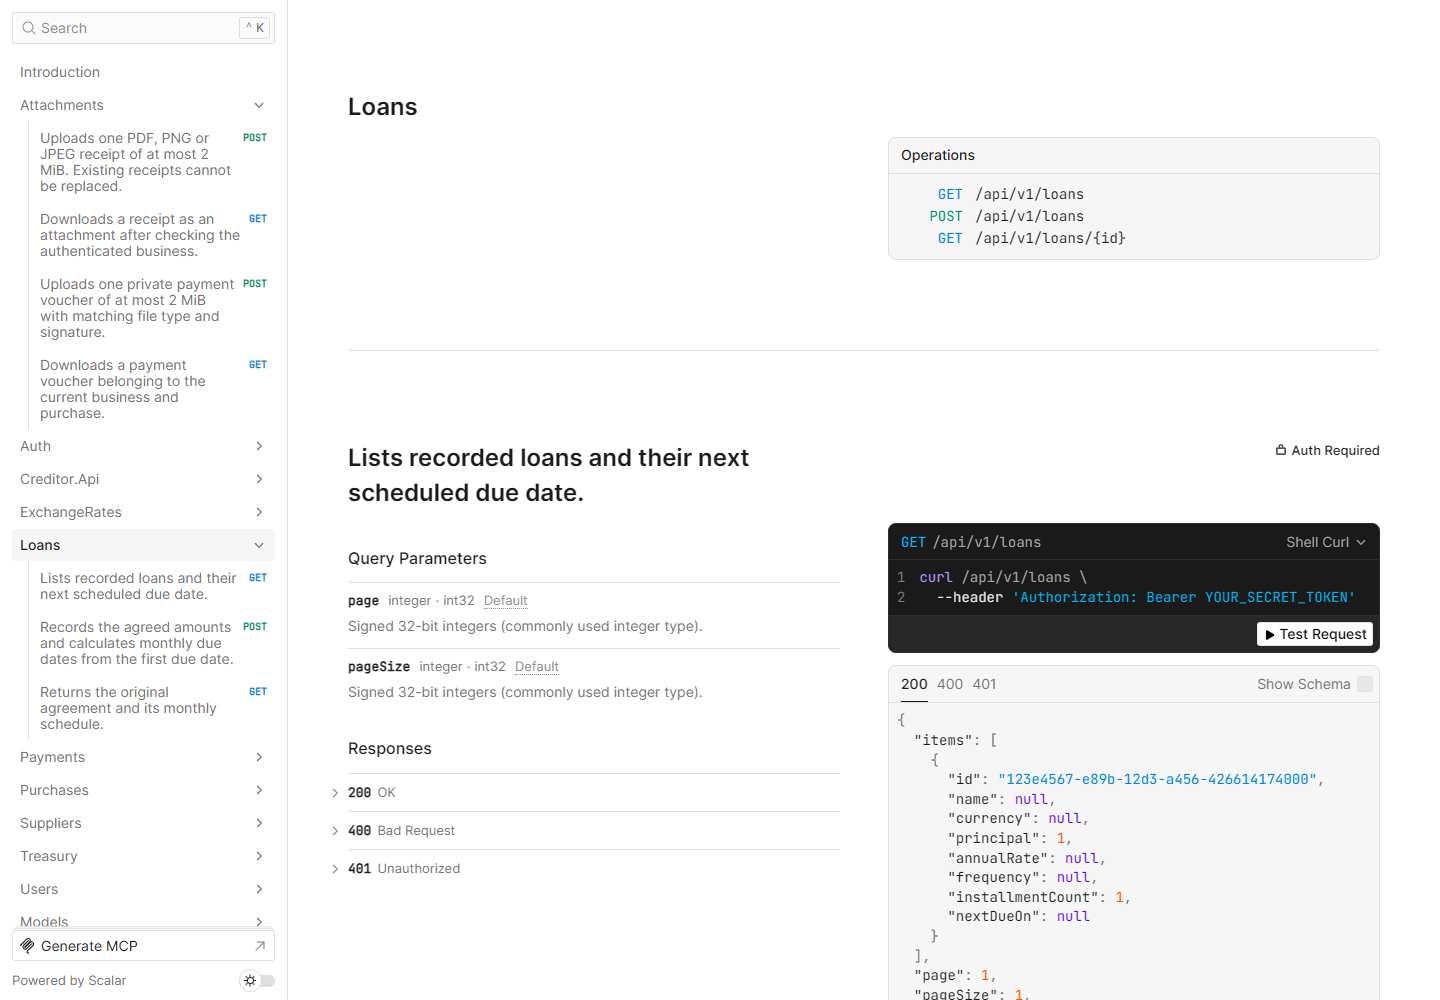 Search
^ K
Introduction
Attachments
Uploads one PDF, PNG or
POST
JPEG receipt of at most 2
MiB. Existing receipts cannot
be replaced.
Downloads a receipt as an
GET
attachment after checking the
authenticated business.
Uploads one private payment
POST
voucher of at most 2 MiB
with matching file type and
signature.
Downloads a payment
GET
voucher belonging to the
current business and
purchase.
Auth
Creditor.Api
ExchangeRates
Loans
Lists recorded loans and their
GET
next scheduled due date.
Records the agreed amounts
POST
and calculates monthly due
dates from the first due date.
Returns the original
GET
agreement and its monthly
schedule.
Payments
Purchases
Suppliers
Treasury
Users
Models
Generate MCP
Powered by Scalar
Loans
Operations
GET /api/v1/loans
POST /api/v1/loans
GET /api/v1/loans/{id}
Lists recorded loans and their next
scheduled due date.
Auth Required
Query Parameters
page integer · int32 Default
Signed 32-bit integers (commonly used integer type).
pageSize integer · int32 Default
Signed 32-bit integers (commonly used integer type).
Responses
200 OK
400 Bad Request
401 Unauthorized
GET /api/v1/loans
Shell Curl
1 curl /api/v1/loans \
2 --header 'Authorization: Bearer YOUR_SECRET_TOKEN'
Test Request
200 400 401
Show Schema
{
"items": [
{
"id": "123e4567-e89b-12d3-a456-426614174000",
"name": null,
"currency": null,
"principal": 1,
"annualRate": null,
"frequency": null,
"installmentCount": 1,
"nextDueOn": null
}
],
"page": 1,
"pageSize": 1,